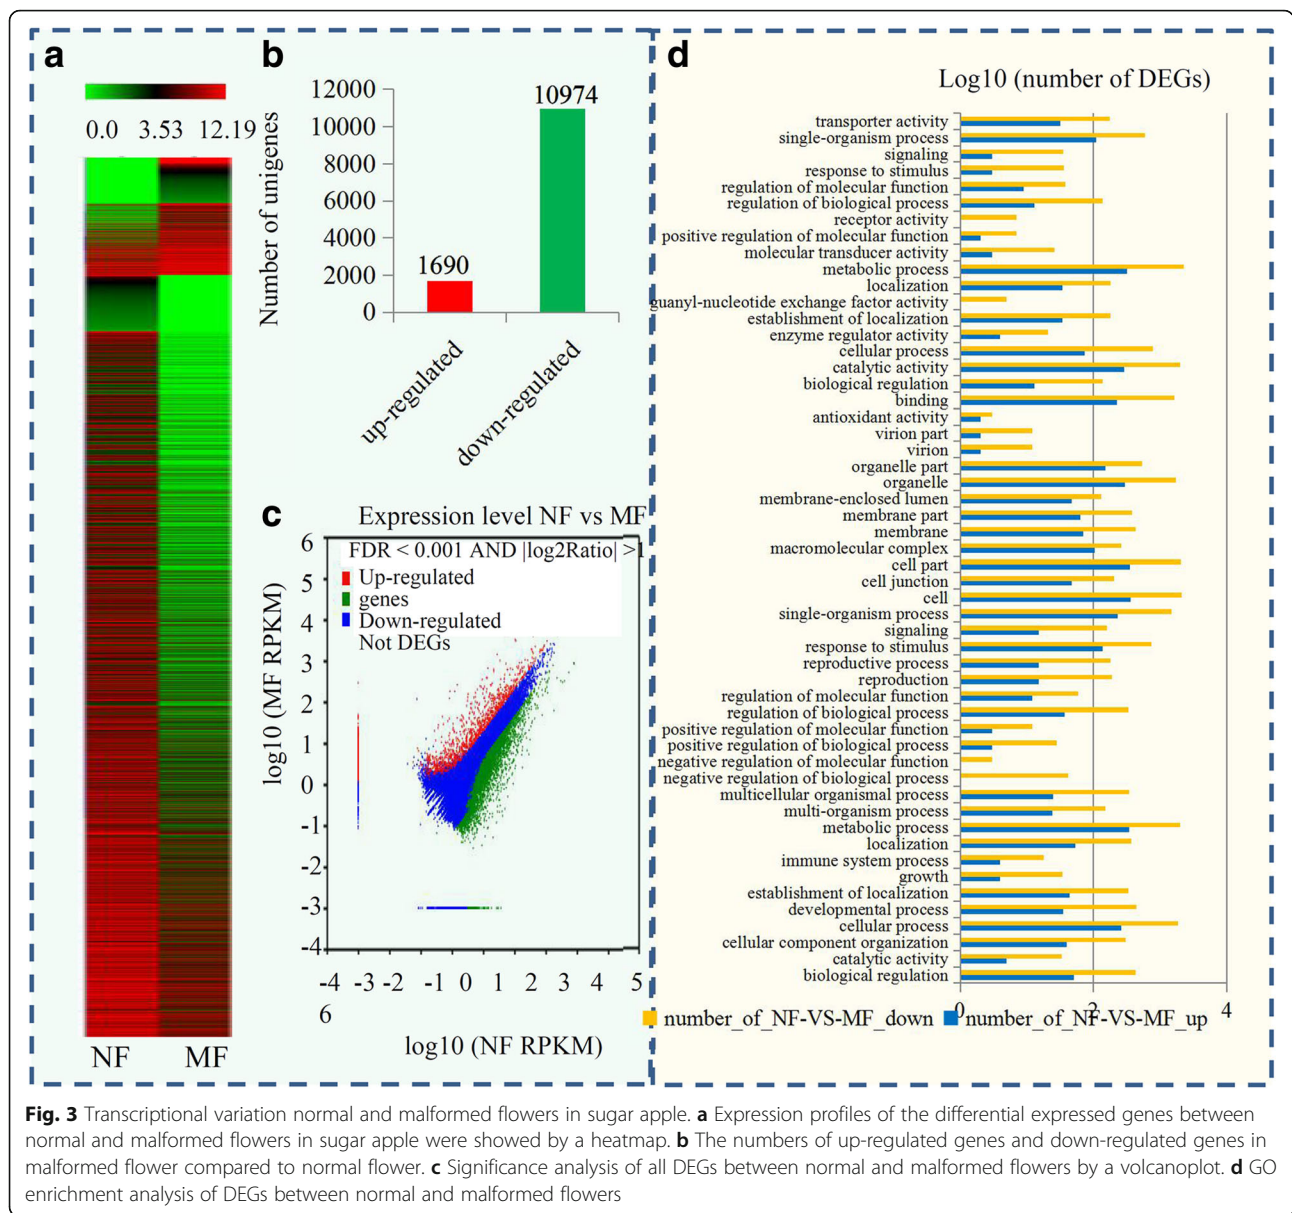 a
0.0 3.53 12.19
NF MF
b
Number of unigenes
12000
10000
8000
6000
4000
2000
0
1690
10974
up-regulated
down-regulated
c
Expression level NF vs MF
FDR < 0.001 AND |log2Ratio| >1
Up-regulated
genes
Down-regulated
Not DEGs
log10 (MF RPKM)
6
5
4
3
2
1
0
-1
-2
-3
-4
-4 -3 -2 -1 0 1 2 3 4 5
6
log10 (NF RPKM)
d
Log10 (number of DEGs)
transporter activity
single-organism process
signaling
response to stimulus
regulation of molecular function
regulation of biological process
receptor activity
positive regulation of molecular function
molecular transducer activity
metabolic process
localization
guanyl-nucleotide exchange factor activity
establishment of localization
enzyme regulator activity
cellular process
catalytic activity
biological regulation
binding
antioxidant activity
virion part
virion
organelle part
organelle
membrane-enclosed lumen
membrane part
membrane
macromolecular complex
cell part
cell junction
cell
single-organism process
signaling
response to stimulus
reproductive process
reproduction
regulation of molecular function
regulation of biological process
positive regulation of molecular function
positive regulation of biological process
negative regulation of molecular function
negative regulation of biological process
multicellular organismal process
multi-organism process
metabolic process
localization
immune system process
growth
establishment of localization
developmental process
cellular process
cellular component organization
catalytic activity
biological regulation
0 2 4
number_of_NF-VS-MF_down number_of_NF-VS-MF_up
Fig. 3 Transcriptional variation normal and malformed flowers in sugar apple. a Expression profiles of the differential expressed genes between
normal and malformed flowers in sugar apple were showed by a heatmap. b The numbers of up-regulated genes and down-regulated genes in
malformed flower compared to normal flower. c Significance analysis of all DEGs between normal and malformed flowers by a volcanoplot. d GO
enrichment analysis of DEGs between normal and malformed flowers